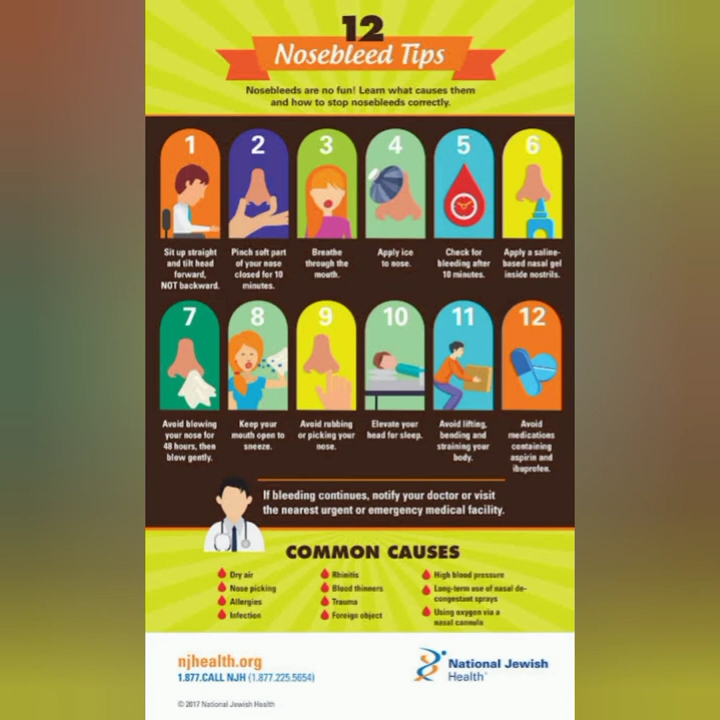 12
Nosebleed Tips
Nosebleeds are no fun! Learn what causes them
and how to stop nosebleeds correctly.
1
Sit up straight
and tilt head
forward,
NOT backward.
2
Pinch soft part
of your nose
closed for 10
minutes.
3
Breathe
through the
mouth.
4
Apply ice
to nose.
5
Check for
bleeding after
10 minutes.
6
Apply a saline-
based nasal gel
inside nostrils.
7
Avoid blowing
your nose for
48 hours, then
blow gently.
8
Keep your
mouth open to
sneeze.
9
Avoid rubbing
or picking your
nose.
10
Elevate your
head for sleep.
11
Avoid lifting,
bending and
straining your
body.
12
Avoid
medications
containing
aspirin and
ibuprofen.
If bleeding continues, notify your doctor or visit
the nearest urgent or emergency medical facility.
COMMON CAUSES
Dry air
Nose picking
Allergies
Infection
Rhinitis
Blood thinners
Trauma
Foreign object
High blood pressure
Long-term use of nasal de-
congestant sprays
Using oxygen via a
nasal cannula
njhealth.org
1.877.CALL NJH (1.877.225.5654)
National Jewish
Health®
© 2017 National Jewish Health